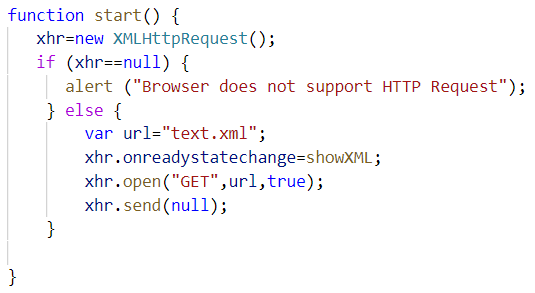 function start() {
xhr=new XMLHttpRequest();
if (xhr==null) {
alert ("Browser does not support HTTP Request");
} else {
var url="text.xml";
xhr.onreadystatechange=showXML;
xhr.open("GET",url,true);
xhr.send(null);
}
}